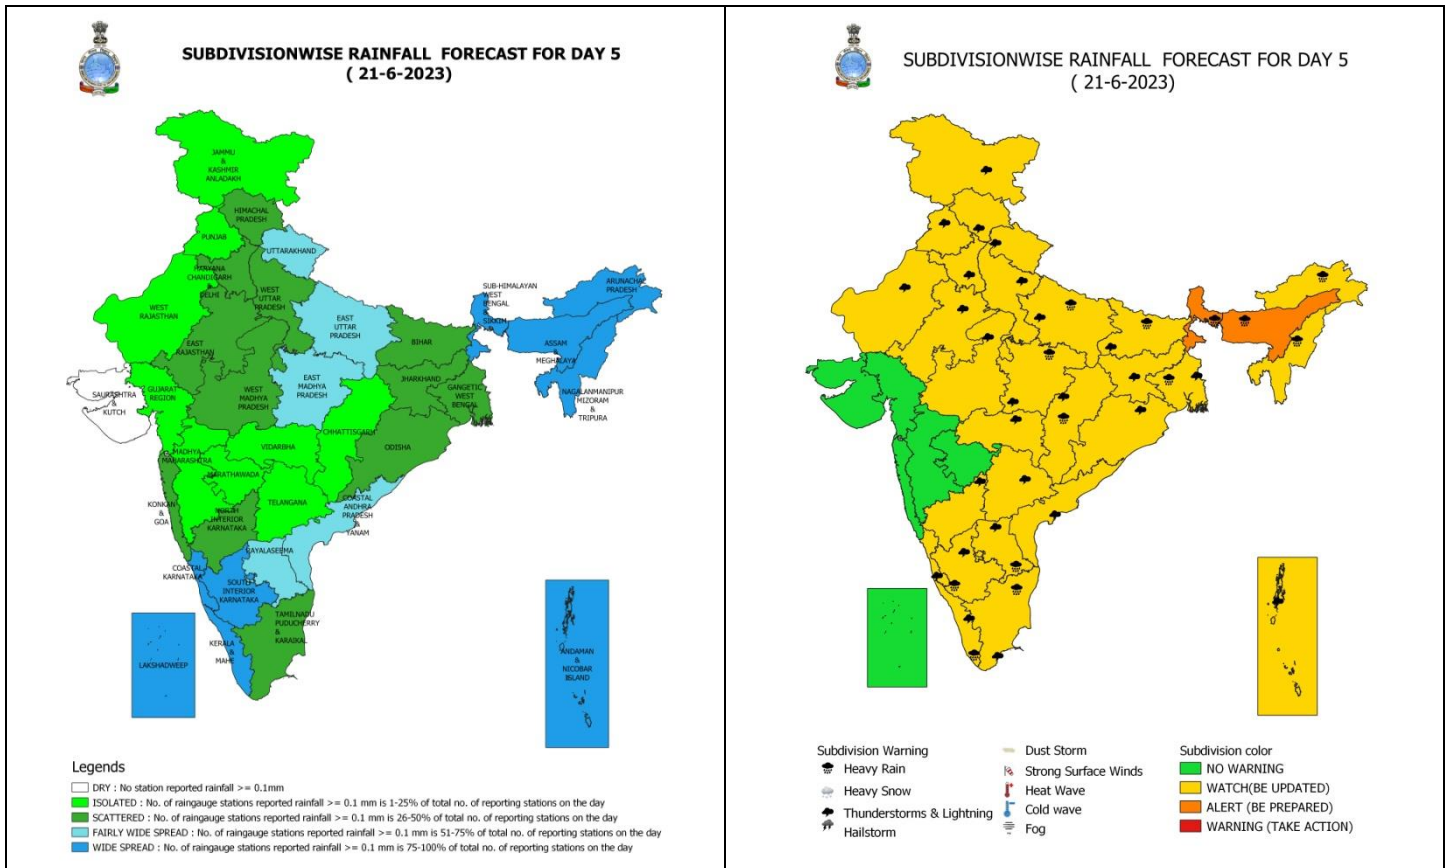 SUBDIVISIONWISE RAINFALL FORECAST FOR DAY 5
( 21-6-2023)
JAMMU
&
KASHMIR
ANLADAKH
HIMACHAL
PRADESH
PUNJAB
UTTARAKHAND
HARYANA
CHANDIGARH
&
DELHI
WEST
UTTAR
PRADESH
WEST
RAJASTHAN
EAST
RAJASTHAN
EAST
UTTAR
PRADESH
SUB-HIMALAYAN
WEST
BENGAL
&
SIKKIM
ARUNACHAL
PRADESH
ASSAM
&
MEGHALAYA
NAGALANMANIPUR
MIZORAM
&
TRIPURA
BIHAR
JHARKHAND
GANGETIC
WEST
BENGAL
SAURASHTRA
&
KUTCH
GUJARAT
REGION
WEST
MADHYA
PRADESH
EAST
MADHYA
PRADESH
CHHATTISGARH
ODISHA
VIDARBHA
MADHYA
MAHARASHTRA
MARATHAWADA
TELANGANA
KONKAN
&
GOA
NORTH
INTERIOR
KARNATAKA
COASTAL
ANDHRA
PRADESH
&
YANAM
RAYALASEEMA
COASTAL
KARNATAKA
SOUTH
INTERIOR
KARNATAKA
TAMILNADU
PUDUCHERRY
&
KARAIKAL
KERALA
&
MAHE
LAKSHADWEEP
ANDAMAN
&
NICOBAR
ISLAND
Legends
DRY : No station reported rainfall >= 0.1mm
ISOLATED : No. of raingauge stations reported rainfall >= 0.1 mm is 1-25% of total no. of reporting stations on the day
SCATTERED : No. of raingauge stations reported rainfall >= 0.1 mm is 26-50% of total no. of reporting stations on the day
FAIRLY WIDE SPREAD : No. of raingauge stations reported rainfall >= 0.1 mm is 51-75% of total no. of reporting stations on the day
WIDE SPREAD : No. of raingauge stations reported rainfall >= 0.1 mm is 75-100% of total no. of reporting stations on the day
SUBDIVISIONWISE RAINFALL FORECAST FOR DAY 5
( 21-6-2023)
Subdivision Warning
Heavy Rain
Heavy Snow
Thunderstorms & Lightning
Hailstorm
Dust Storm
Strong Surface Winds
Heat Wave
Cold wave
Fog
Subdivision color
NO WARNING
WATCH(BE UPDATED)
ALERT (BE PREPARED)
WARNING (TAKE ACTION)